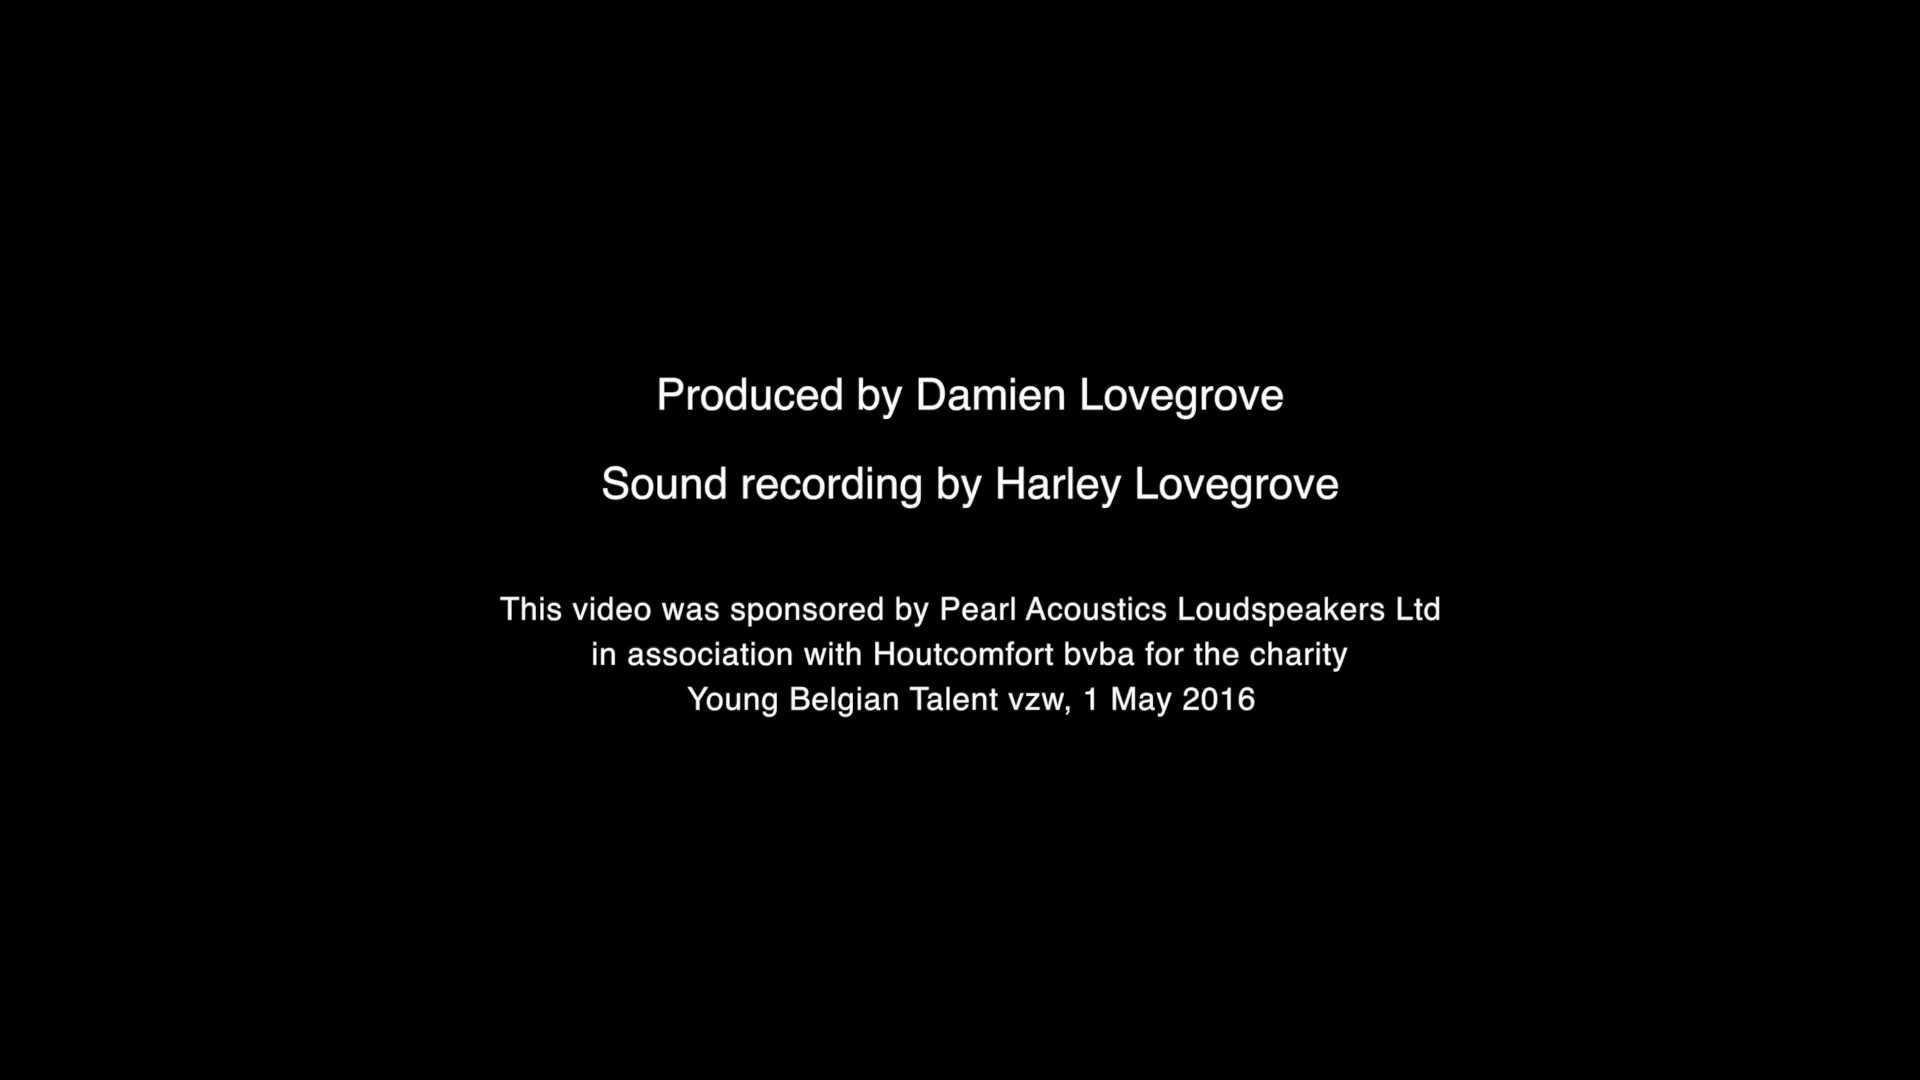 Produced by Damien Lovegrove
Sound recording by Harley Lovegrove
This video was sponsored by Pearl Acoustics Loudspeakers Ltd
in association with Houtcomfort bvba for the charity
Young Belgian Talent vzw, 1 May 2016